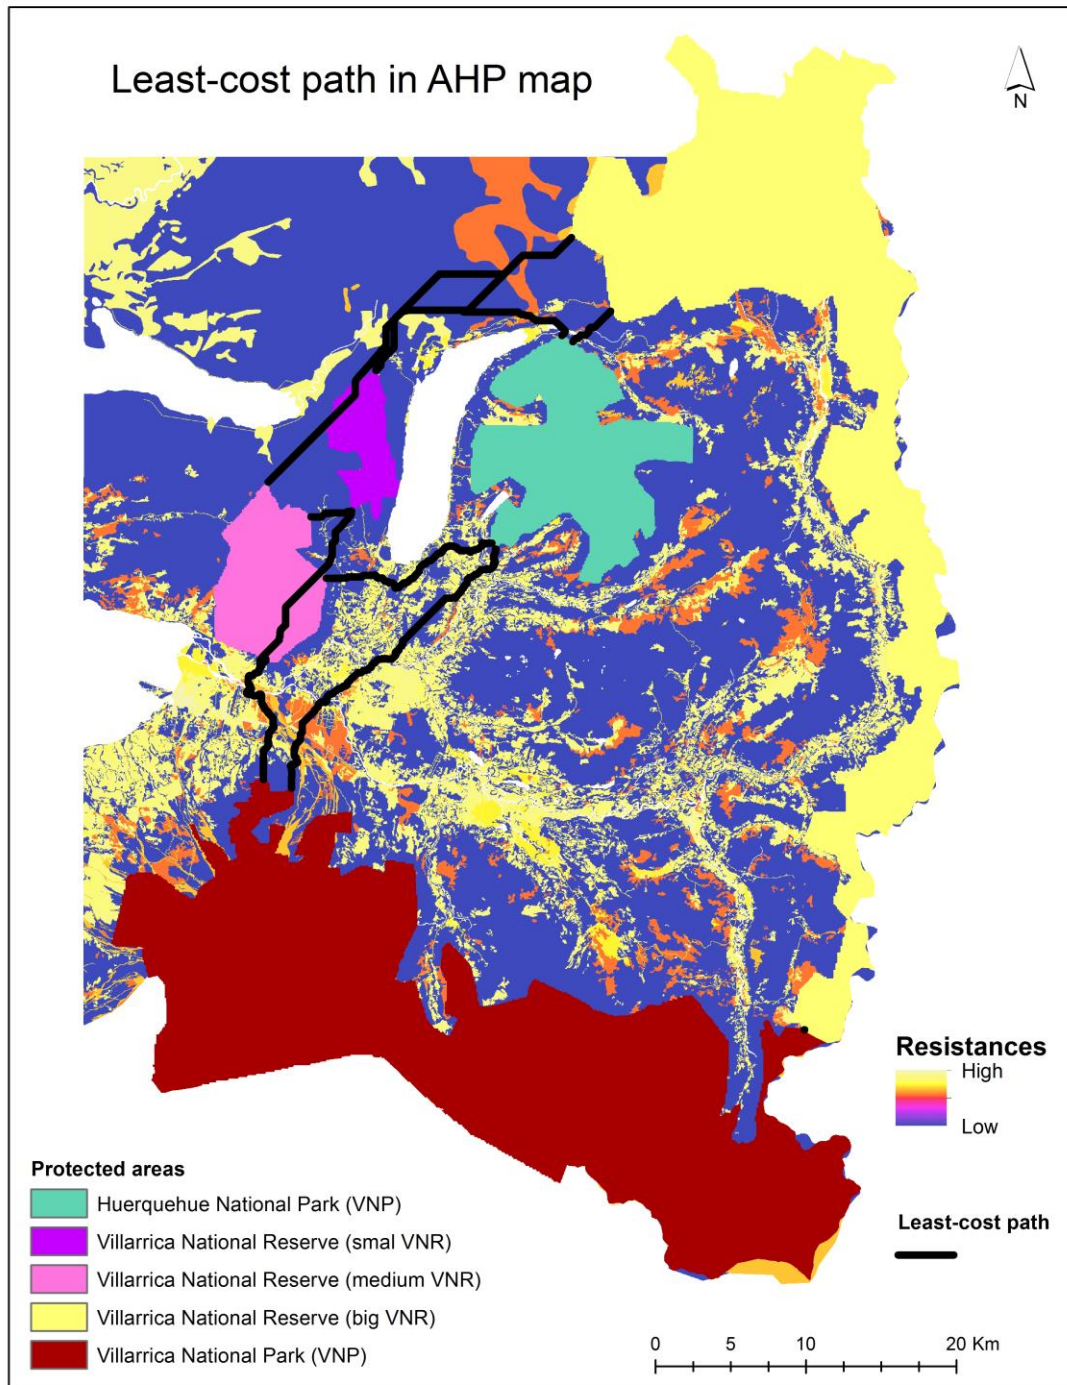 Least-cost path in AHP map
N
Resistances
High
Low
Protected areas
Huerquehue National Park (VNP)
Villarrica National Reserve (smal VNR)
Villarrica National Reserve (medium VNR)
Villarrica National Reserve (big VNR)
Villarrica National Park (VNP)
Least-cost path
0 5 10 20 Km